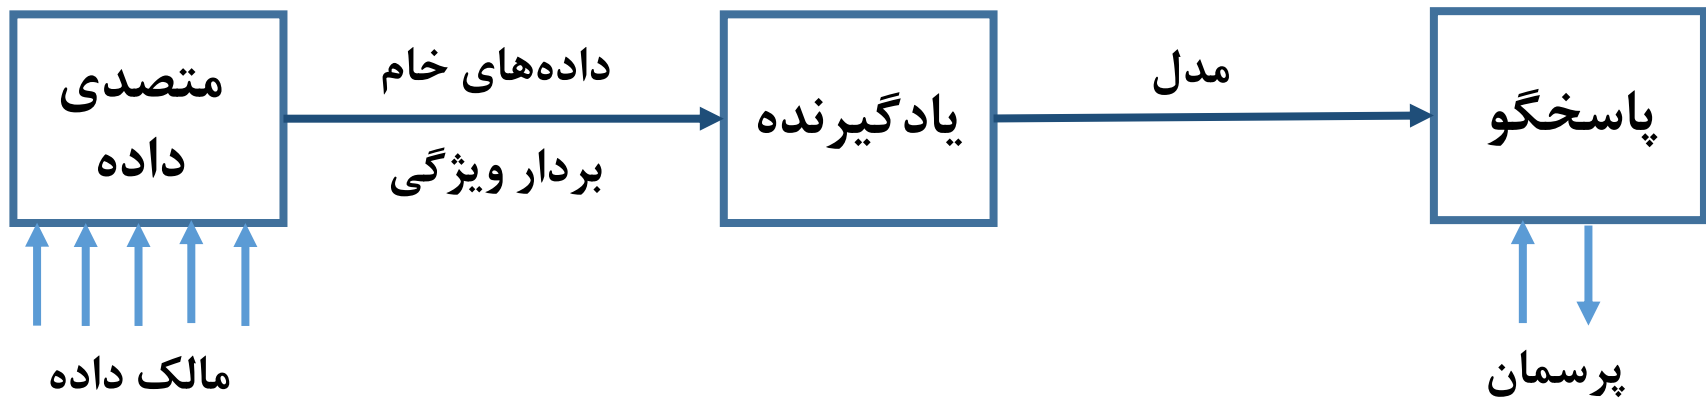 متصدی
داده
داده‌های خام
بردار ویژگی
یادگیرنده
مدل
پاسخگو
مالک داده
پرسمان